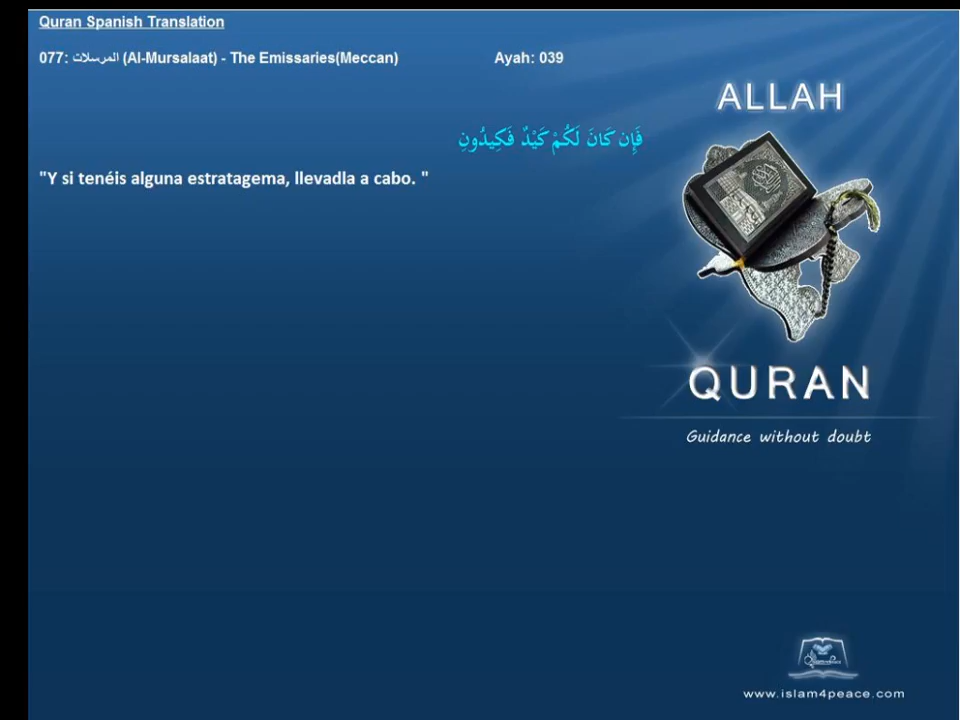 Quran Spanish Translation
077: المرسلات (Al-Mursalaat) - The Emissaries(Meccan) Ayah: 039
ALLAH
فَإِن كَانَ لَكُمْ كَيْدٌ فَكِيدُونِ
"Y si tenéis alguna estratagema, llevadla a cabo. "
QURAN
Guidance without doubt
www.islam4peace.com